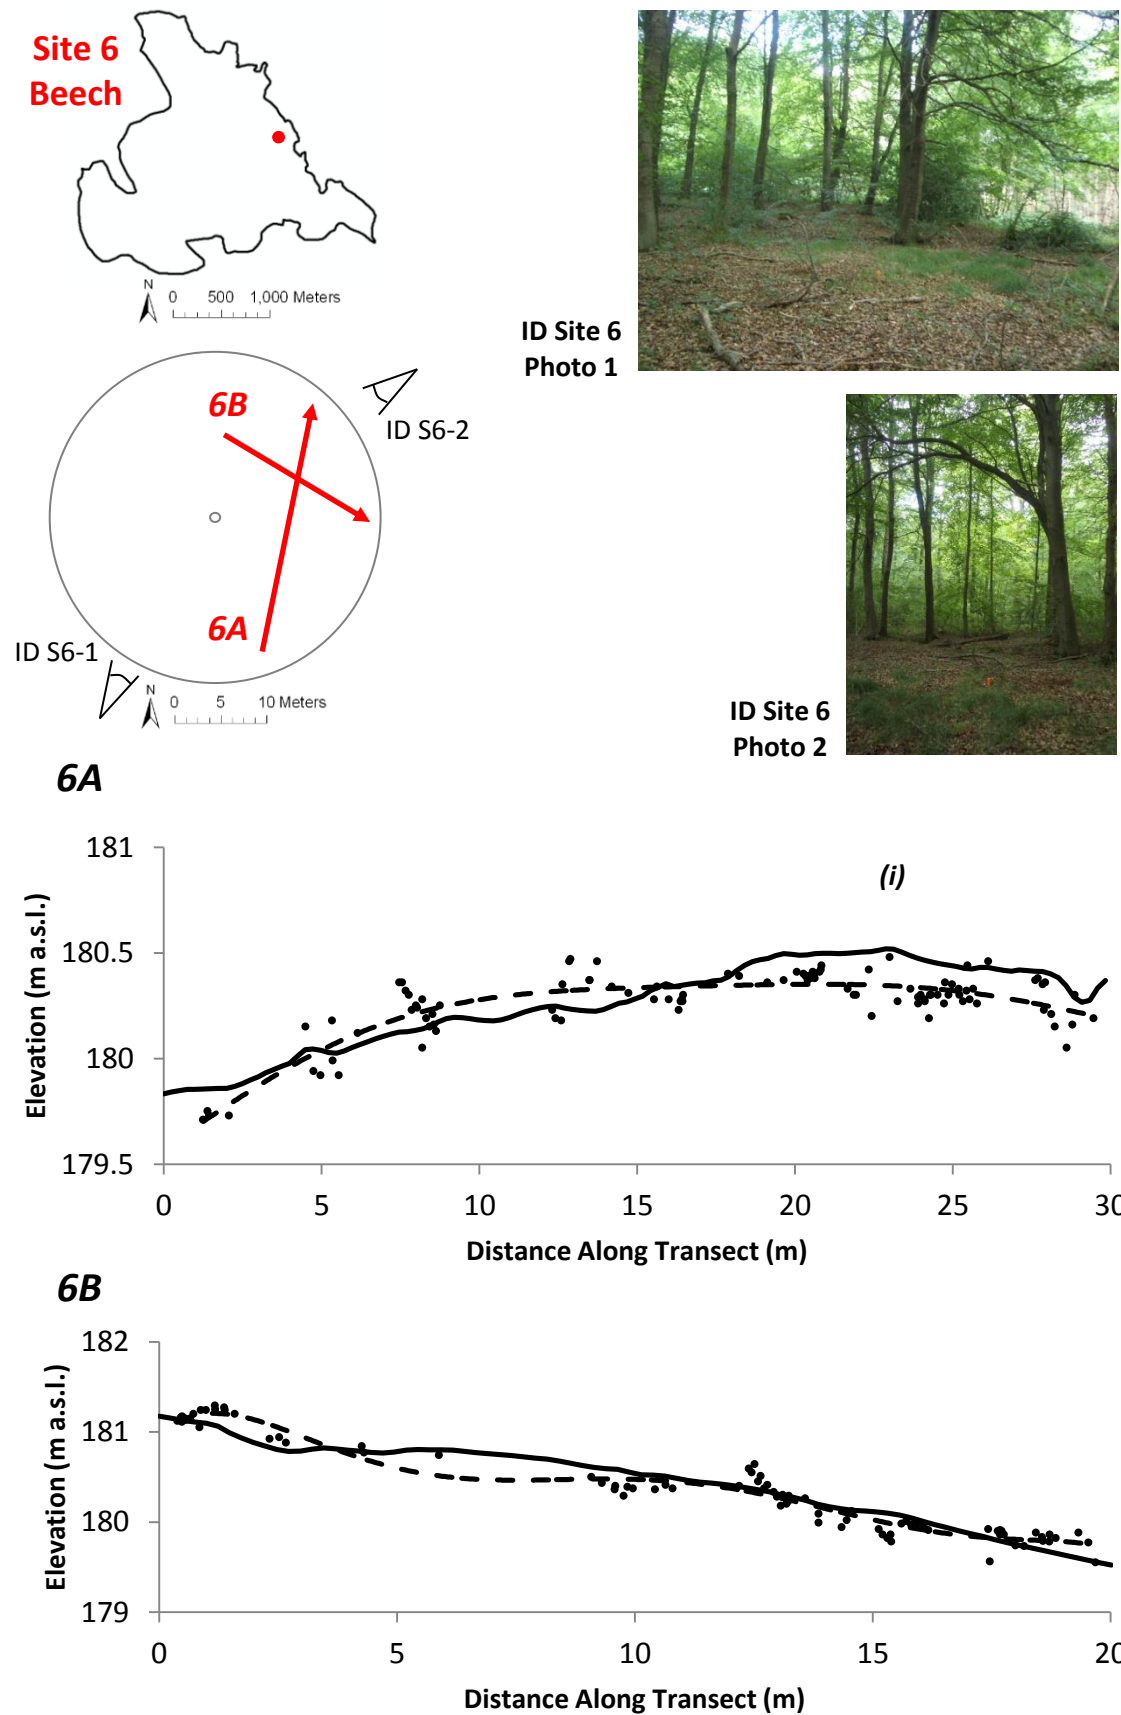 Site 6
Beech
N
0 500 1,000 Meters
ID Site 6
Photo 1
6B
ID S6-2
6A
ID S6-1
N
0 5 10 Meters
ID Site 6
Photo 2
6A
181
180.5
180
179.5
Elevation (m a.s.l.)
(i)
0 5 10 15 20 25 30
Distance Along Transect (m)
6B
182
181
180
179
Elevation (m a.s.l.)
0 5 10 15 20
Distance Along Transect (m)